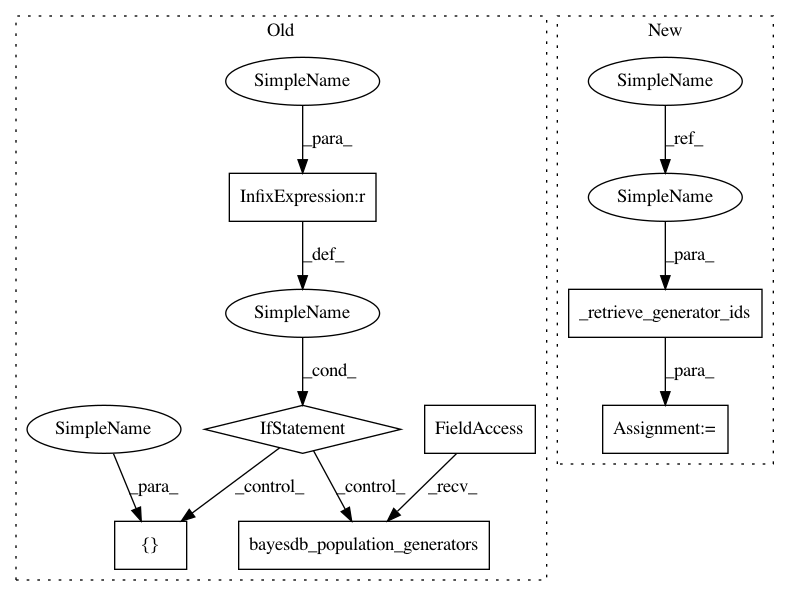 Old
New
SimpleName
SimpleName
_para_
_ref_
InfixExpression:r
SimpleName
_def_
_para_
SimpleName
_retrieve_generator_ids
_cond_
_para_
SimpleName
IfStatement
FieldAccess
Assignment:=
_para_
_control_
_control_
_recv_
{}
bayesdb_population_generators